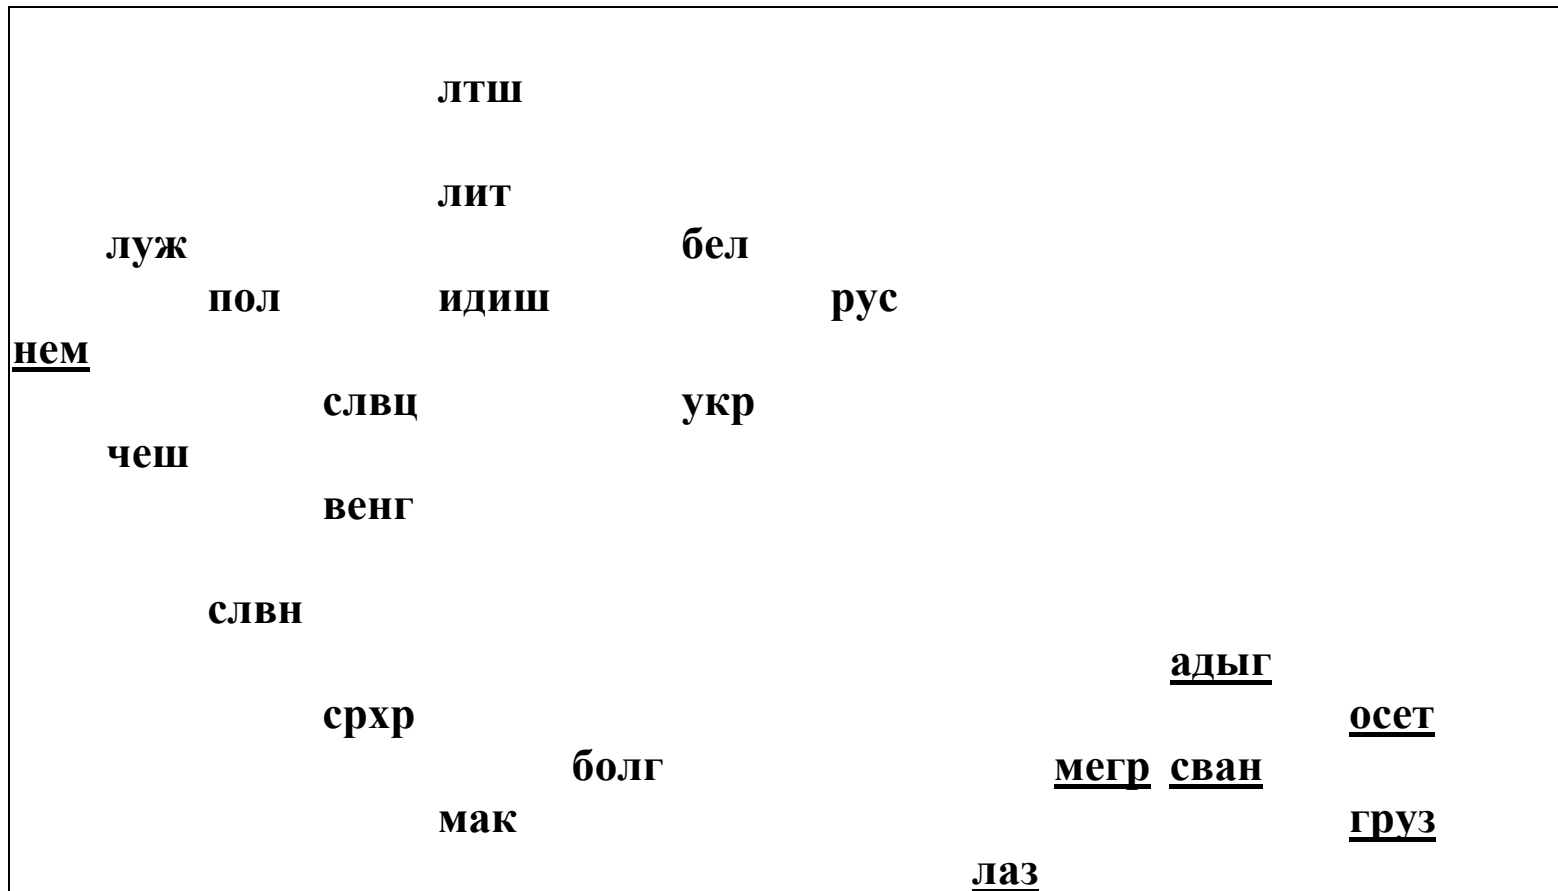 лтш
лит
луж бел
пол идиш рус
нем
слвц укр
чеш
венг
слвн
адыг
срхр осет
болг мегр сван
мак груз
лаз